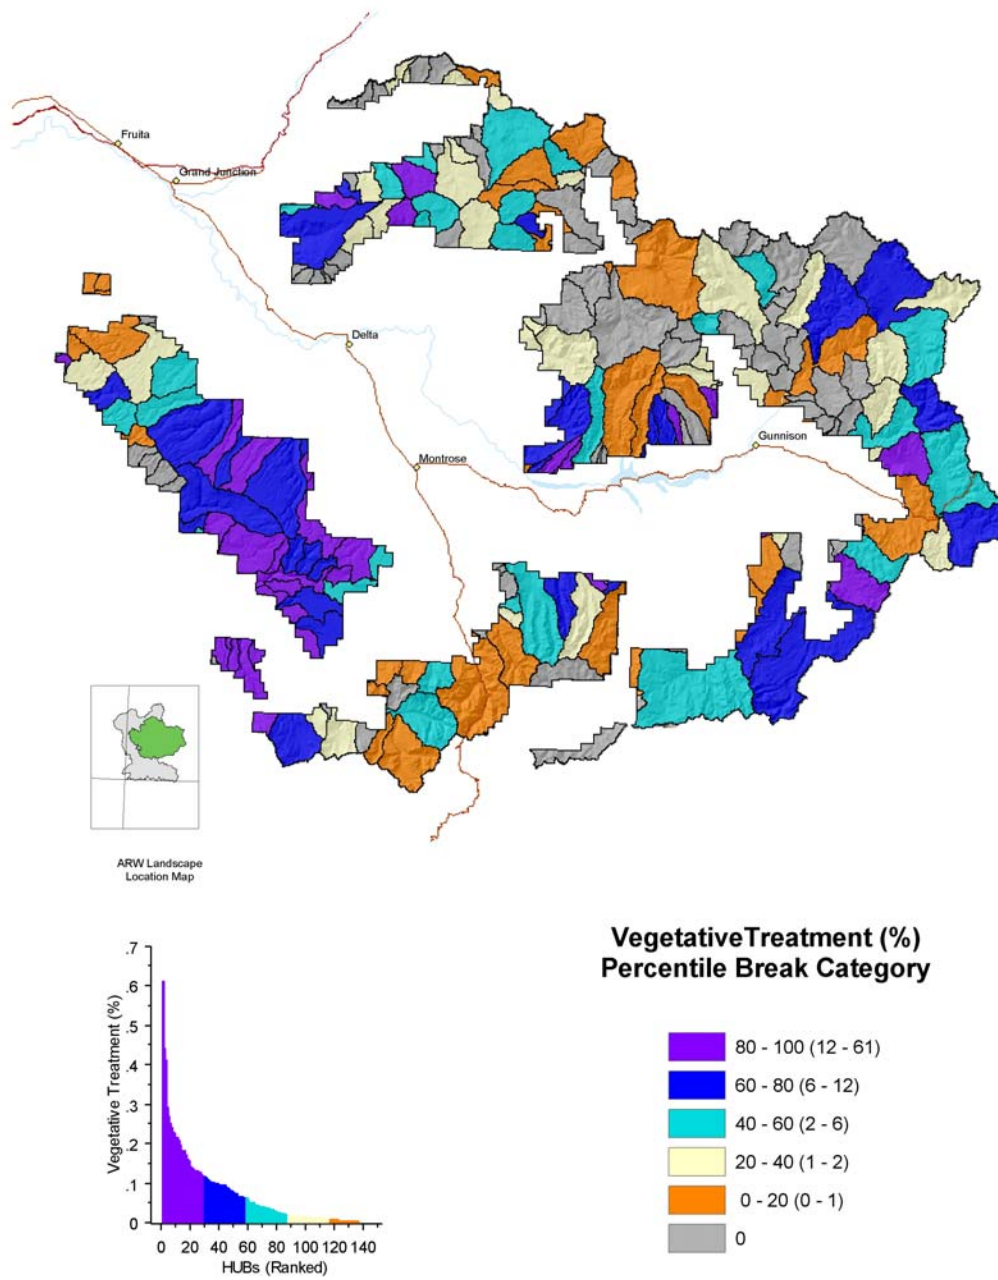 Fruita
Grand Junction
Delta
Montrose
Gunnison
ARW Landscape
Location Map
VegetativeTreatment (%)
Percentile Break Category
80 - 100 (12 - 61)
60 - 80 (6 - 12)
40 - 60 (2 - 6)
20 - 40 (1 - 2)
0 - 20 (0 - 1)
0
Vegetative Treatment (%)
.7
.6
.5
.4
.3
.2
.1
0
0 20 40 60 80 100 120 140
HUBs (Ranked)